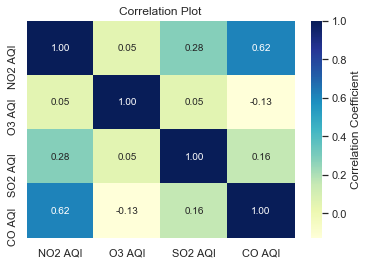 Correlation Plot
NO2 AQI
1.00
0.05
0.28
0.62
O3 AQI
0.05
1.00
0.05
-0.13
SO2 AQI
0.28
0.05
1.00
0.16
CO AQI
0.62
-0.13
0.16
1.00
NO2 AQI
O3 AQI
SO2 AQI
CO AQI
1.0
0.8
0.6
0.4
0.2
0.0
Correlation Coefficient